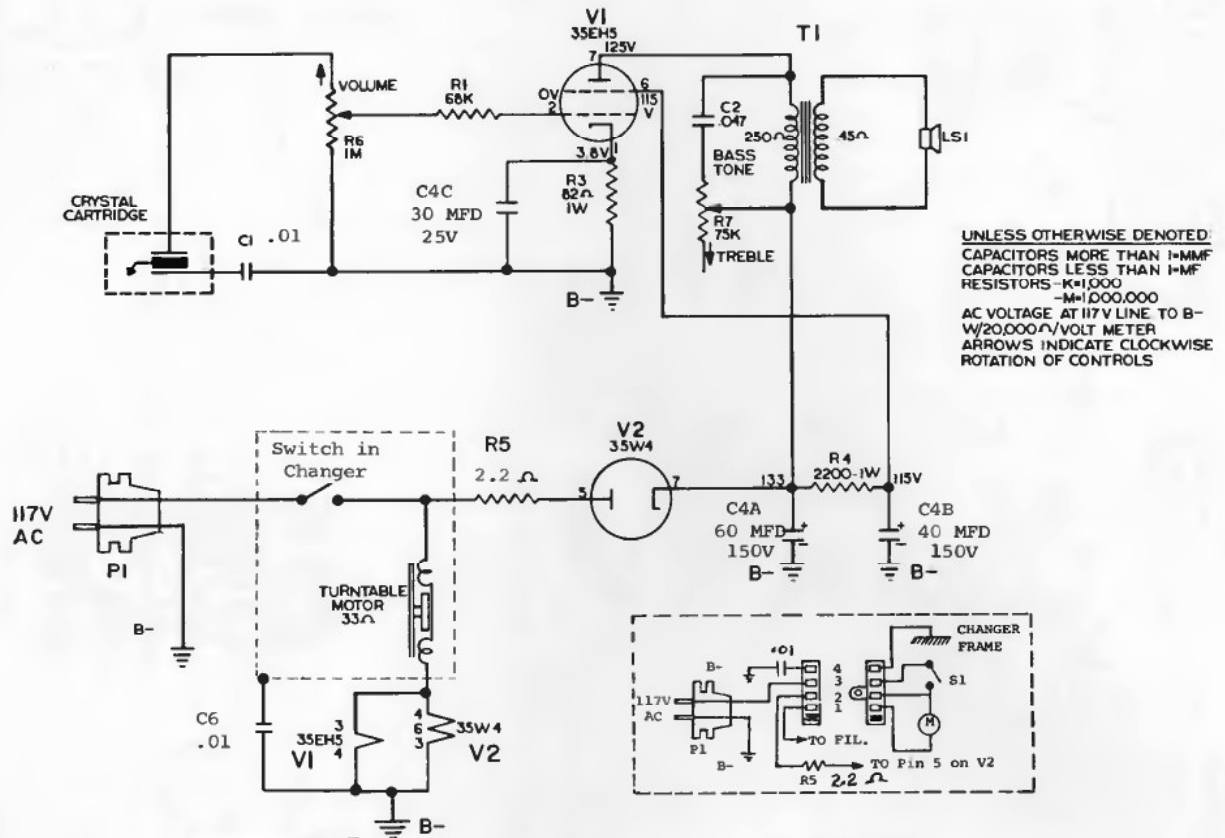 V1
35EH5
7
125V
T1
VOLUME
R1
68K
0V
2
6
115
V
C2
.047
250Ω
.45Ω
LS1
R6
1M
BASS
TONE
3.8V
1
CRYSTAL
CARTRIDGE
C1
.01
C4C
30 MFD
25V
R3
82Ω
1W
R7
75K
TREBLE
B-
UNLESS OTHERWISE DENOTED:
CAPACITORS MORE THAN 1=MMF
CAPACITORS LESS THAN 1=MF
RESISTORS-K=1,000
-M=1,000,000
AC VOLTAGE AT 117V LINE TO B-
W/20,000Ω/VOLT METER
ARROWS INDICATE CLOCKWISE
ROTATION OF CONTROLS
Switch in
Changer
R5
2.2 Ω
V2
35W4
5
7
133
R4
2200-1W
115V
117V
AC
P1
B-
C4A
60 MFD
150V
B-
C4B
40 MFD
150V
B-
TURNTABLE
MOTOR
33Ω
C6
.01
3
35EH5
4
V1
4
6
3
35W4
V2
B-
CHANGER
FRAME
B-
.01
4
3
2
1
S1
M
117V
AC
P1
B-
TO FIL.
R5 2.2 Ω
TO Pin 5 on V2